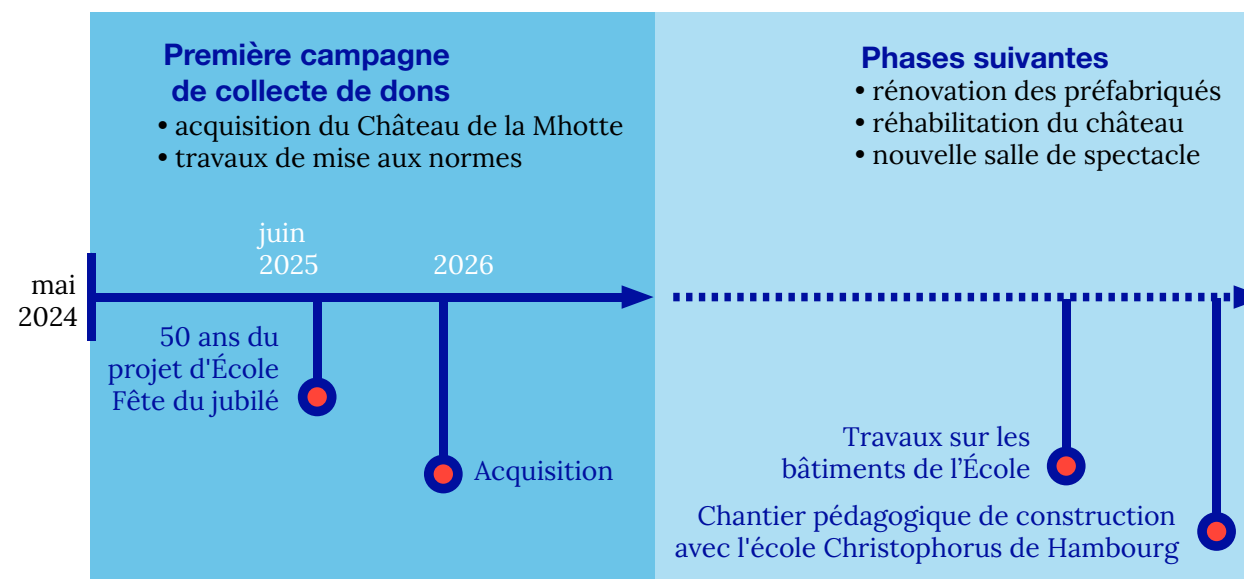 Première campagne
de collecte de dons
• acquisition du Château de la Mhotte
• travaux de mise aux normes
Phases suivantes
• rénovation des préfabriqués
• réhabilitation du château
• nouvelle salle de spectacle
mai
2024
juin
2025
2026
50 ans du
projet d'École
Fête du jubilé
Acquisition
Travaux sur les
bâtiments de l’École
Chantier pédagogique de construction
avec l'école Christophorus de Hambourg